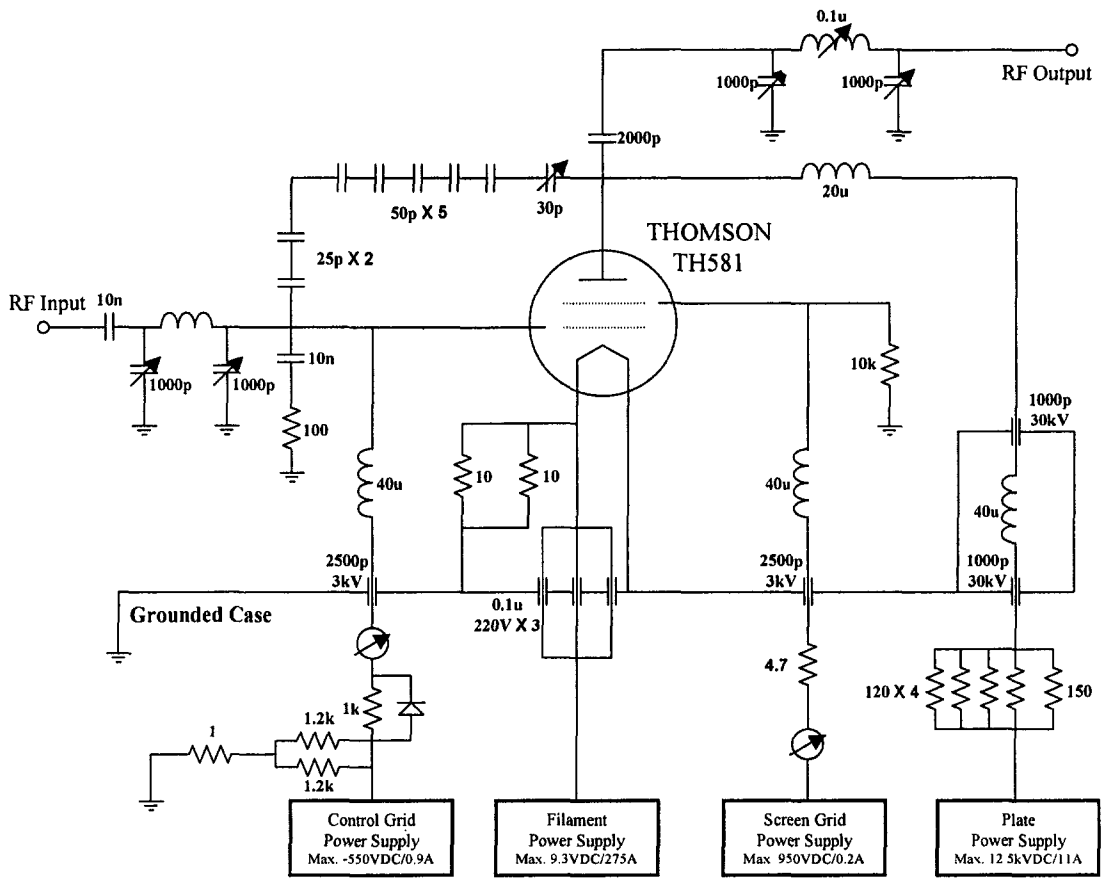 0.1u
RF Output
1000p
1000p
2000p
20u
50p X 5
30p
THOMSON
TH581
25p X 2
RF Input
10n
1000p
1000p
10n
100
10k
1000p
30kV
40u
10
10
40u
40u
2500p
3kV
2500p
3kV
1000p
30kV
Grounded Case
0.1u
220V X 3
4.7
120 X 4
150
1k
1
1.2k
1.2k
Control Grid
Power Supply
Max. -550VDC/0.9A
Filament
Power Supply
Max. 9.3VDC/275A
Screen Grid
Power Supply
Max 950VDC/0.2A
Plate
Power Supply
Max. 12 5kVDC/11A